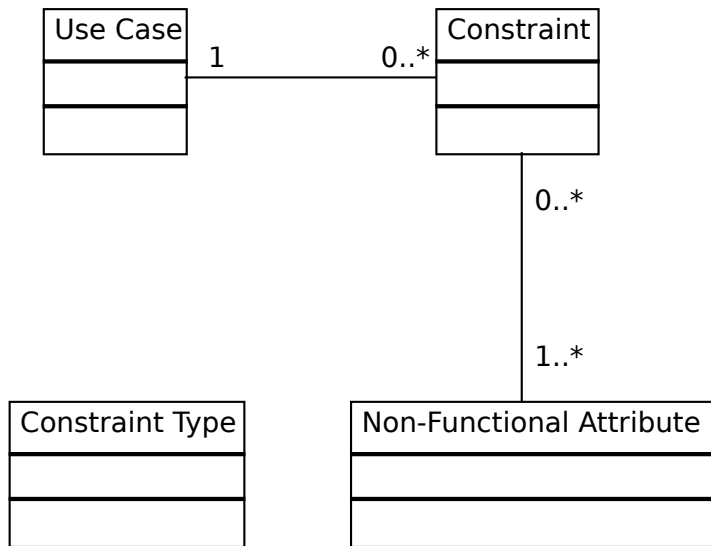 Use Case
Constraint
1
0..*
0..*
1..*
Constraint Type
Non-Functional Attribute